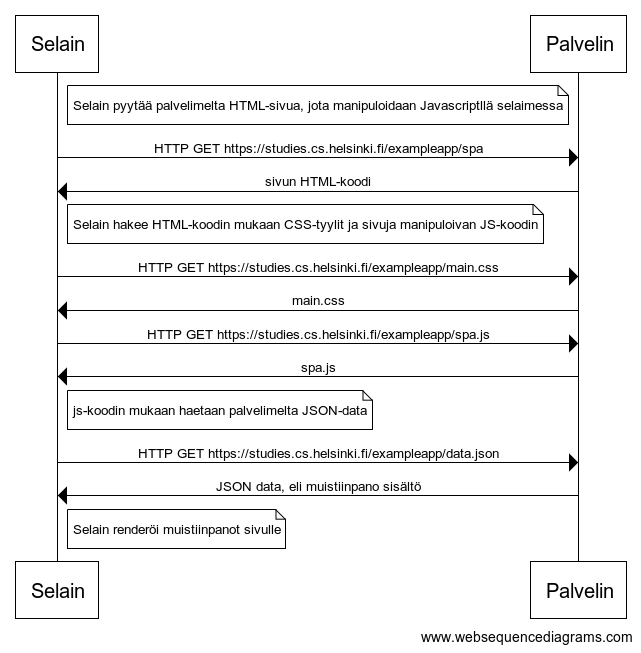 Selain
Palvelin
Selain pyytää palvelimelta HTML-sivua, jota manipuloidaan Javascriptllä selaimessa
HTTP GET https://studies.cs.helsinki.fi/exampleapp/spa
sivun HTML-koodi
Selain hakee HTML-koodin mukaan CSS-tyylit ja sivuja manipuloivan JS-koodin
HTTP GET https://studies.cs.helsinki.fi/exampleapp/main.css
main.css
HTTP GET https://studies.cs.helsinki.fi/exampleapp/spa.js
spa.js
js-koodin mukaan haetaan palvelimelta JSON-data
HTTP GET https://studies.cs.helsinki.fi/exampleapp/data.json
JSON data, eli muistiinpano sisältö
Selain renderöi muistiinpanot sivulle
Selain
Palvelin
www.websequencediagrams.com